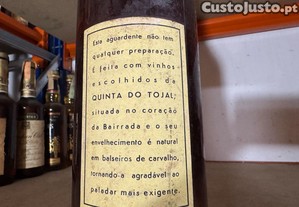 CustoJusto.pt
Esta aguardente não tem
qualquer preparação.
É feita com vinhos
escolhidos da
QUINTA DO TOJAL,
situada no coração
da Bairrada e o seu
envelhecimento é natural
em balseiros de carvalho,
tornando-a agradável ao
paladar mais exigente.